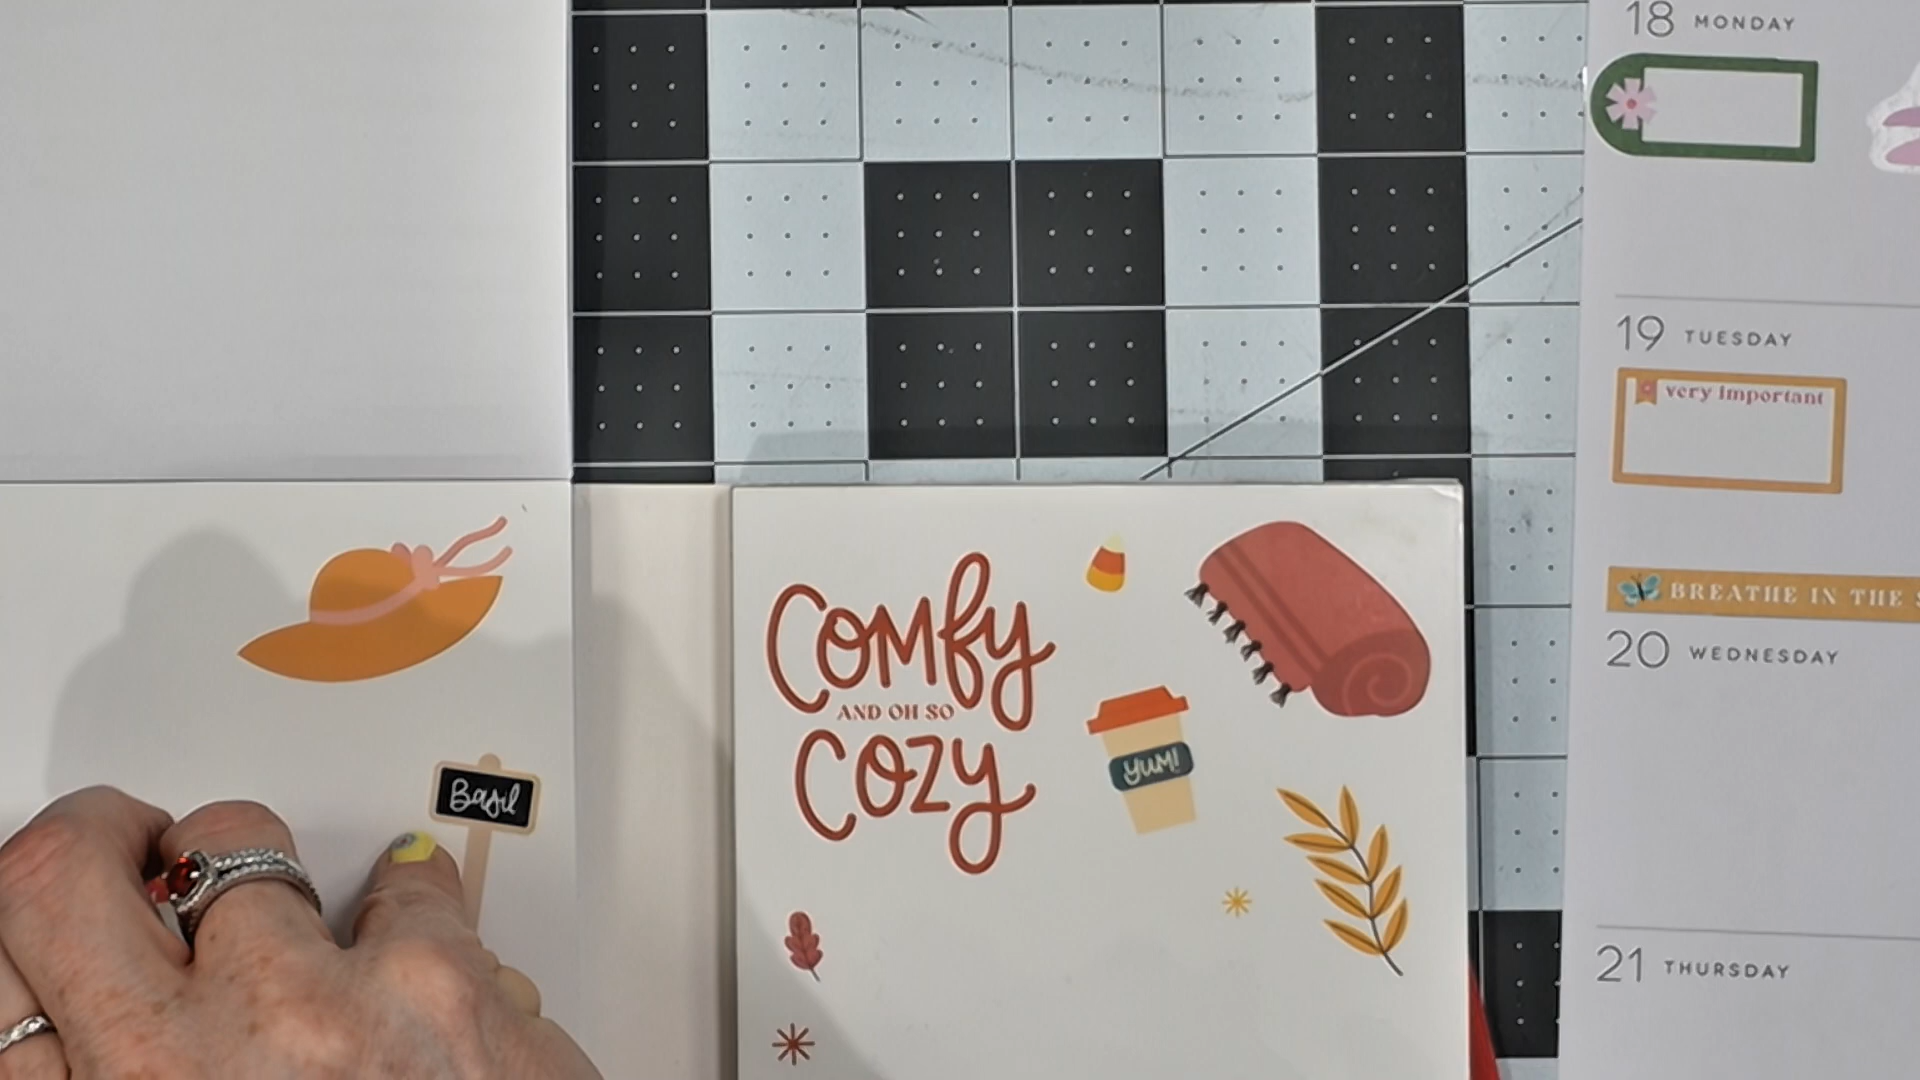 Basil
Comfy
AND OH SO
Cozy
YUM!
18 MONDAY
19 TUESDAY
very important
BREATHE IN THE
20 WEDNESDAY
21 THURSDAY